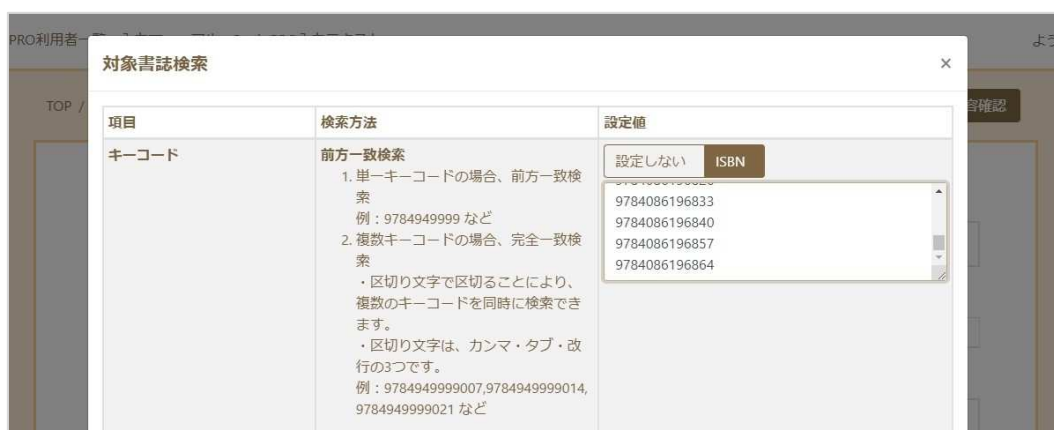 PRO利用者一
よう
対象書誌検索
×
TOP /
容確認
項目
検索方法
設定値
キーコード
前方一致検索
設定しない
ISBN
1. 単一キーコードの場合、前方一致検
索
例：9784949999 など
2. 複数キーコードの場合、完全一致検
索
・区切り文字で区切ることにより、
複数のキーコードを同時に検索でき
ます。
・区切り文字は、カンマ・タブ・改
行の3つです。
例：9784949999007,9784949999014,
9784949999021 など
9784086196833
9784086196840
9784086196857
9784086196864